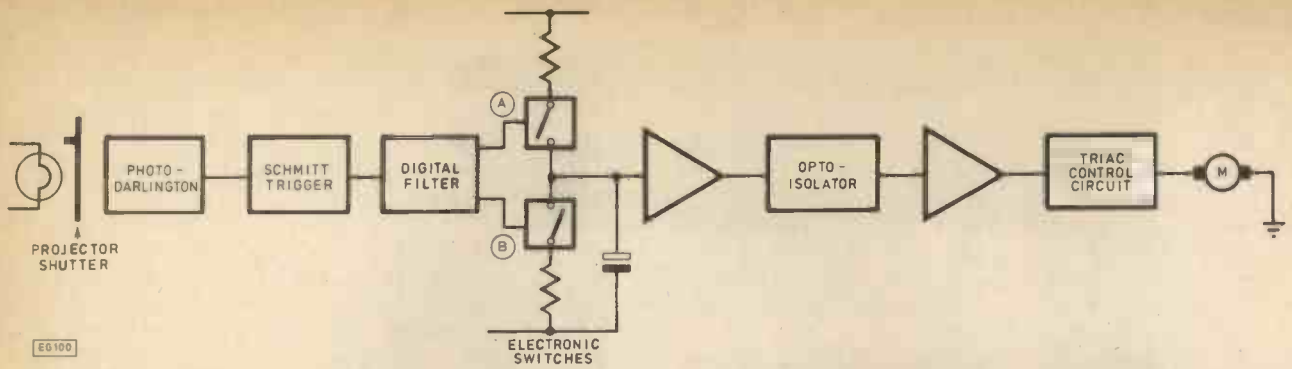 PROJECTOR
SHUTTER
PHOTO-
DARLINGTON
SCHMITT
TRIGGER
DIGITAL
FILTER
A
B
ELECTRONIC
SWITCHES
OPTO-
ISOLATOR
TRIAC
CONTROL
CIRCUIT
M
EG100